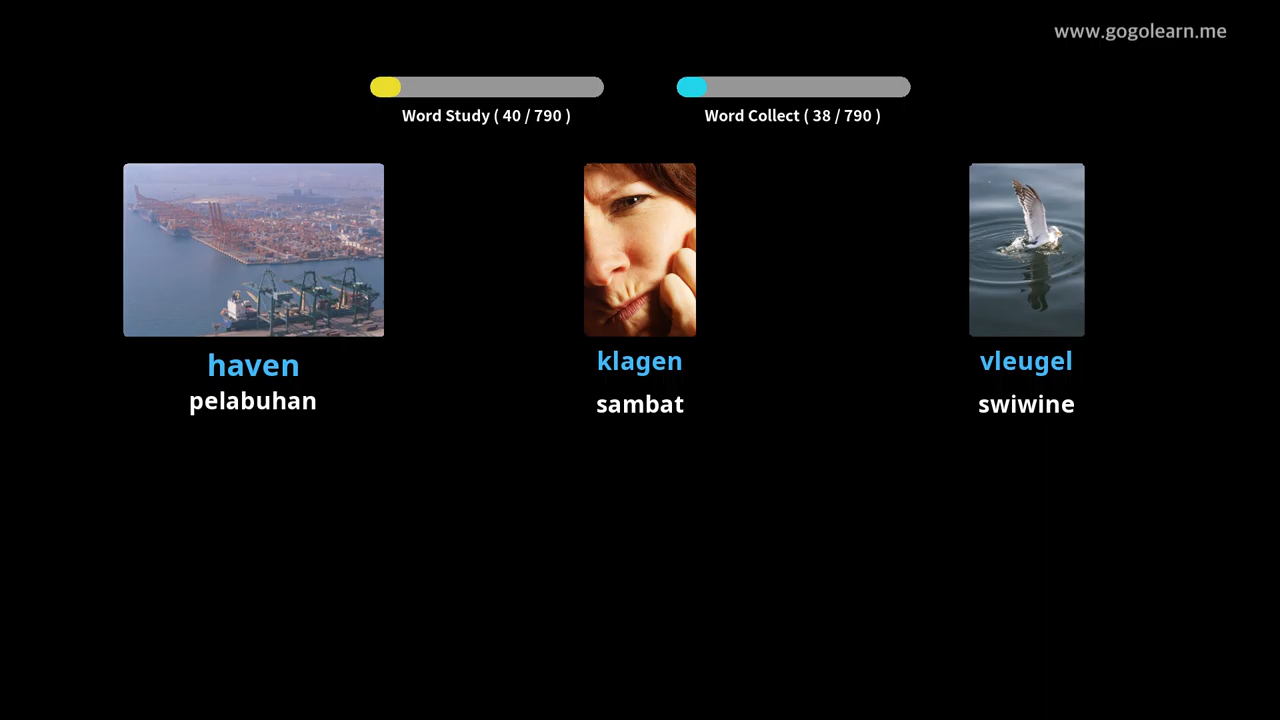 www.gogolearn.me
Word Study ( 40 / 790 )
Word Collect ( 38 / 790 )
haven
pelabuhan
klagen
sambat
vleugel
swiwine